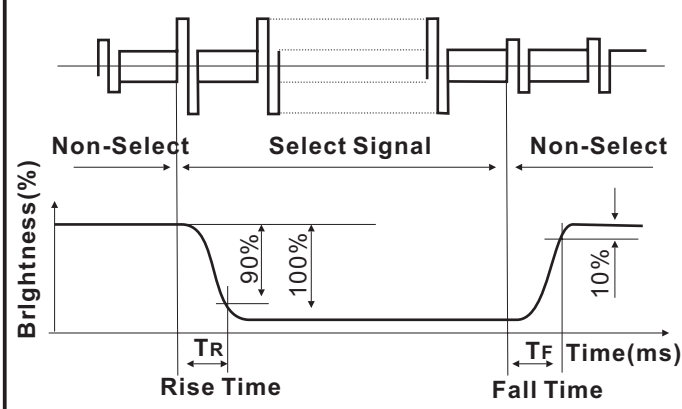 Non-Select Select Signal Non-Select
BrIghtness(%)
90%
100%
10%
TR
TF Time(ms)
Rise Time
Fall Time